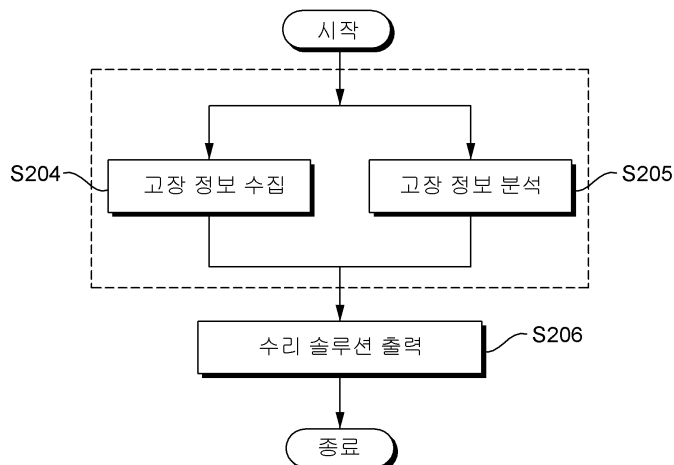 시작
S204
고장 정보 수집
고장 정보 분석
S205
수리 솔루션 출력
S206
종료